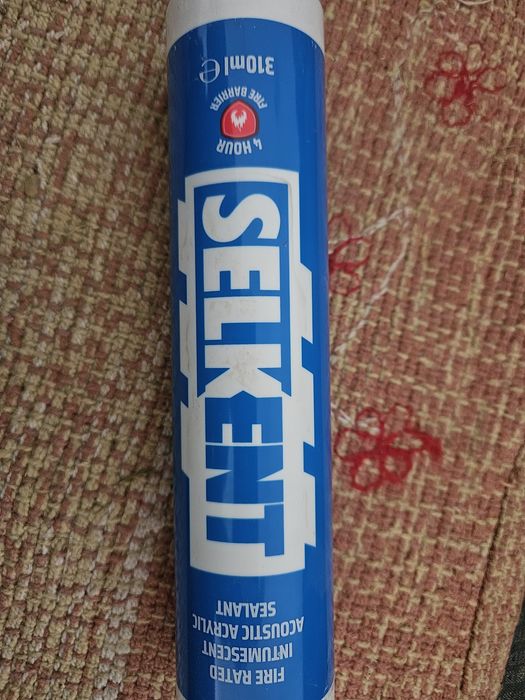 FIRE RATED
INTUMESCENT
ACOUSTIC ACRYLIC
SEALANT
SELKENT
4 HOUR
FIRE BARRIER
310ml ℮